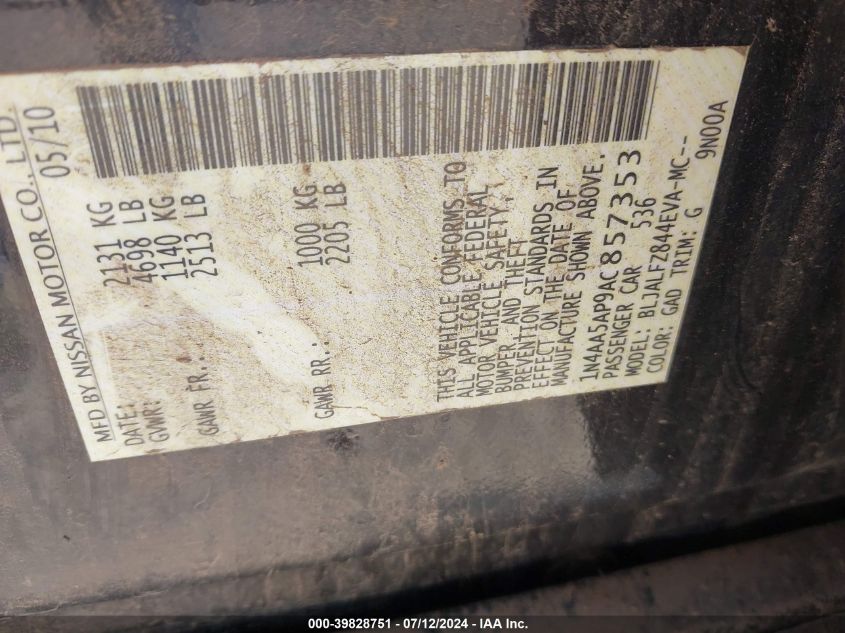 MFD BY NISSAN MOTOR CO., LTD.
DATE: 05/10
GVWR: 2131 KG
4698 LB
GAWR FR.: 1140 KG
2513 LB
GAWR RR.: 1000 KG
2205 LB
THIS VEHICLE CONFORMS TO
ALL APPLICABLE FEDERAL
MOTOR VEHICLE SAFETY,
BUMPER, AND THEFT
PREVENTION STANDARDS IN
EFFECT ON THE DATE OF
MANUFACTURE SHOWN ABOVE.
1N4AA5AP9AC857353
PASSENGER CAR 536
MODEL: BLJALFZ844EVA-MC--
COLOR: GAD TRIM: G 9N00A
000-39828751 - 07/12/2024 - IAA Inc.